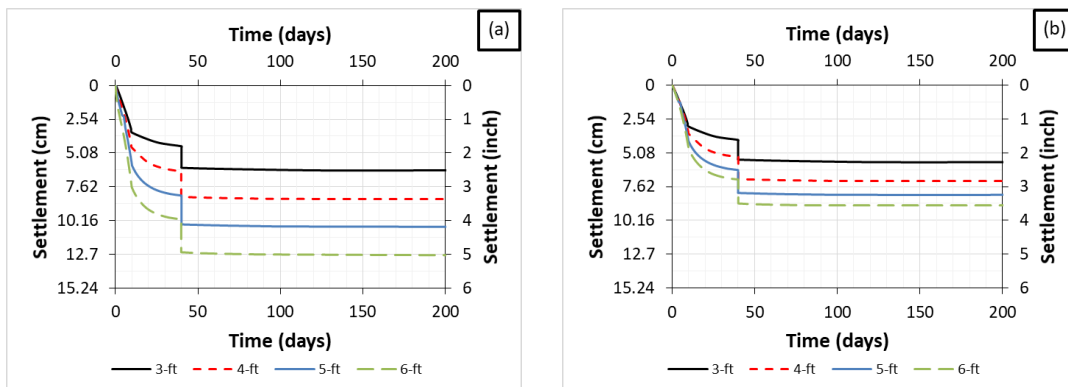 (a)
Time (days)
0 50 100 150 200
Settlement (cm)
0
2.54
5.08
7.62
10.16
12.7
15.24
0
1
2
3
4
5
6
Settlement (inch)
0 50 100 150 200
Time (days)
3-ft 4-ft 5-ft 6-ft
(b)
Time (days)
0 50 100 150 200
Settlement (cm)
0
2.54
5.08
7.62
10.16
12.7
15.24
0
1
2
3
4
5
6
Settlement (inch)
0 50 100 150 200
Time (days)
3-ft 4-ft 5-ft 6-ft